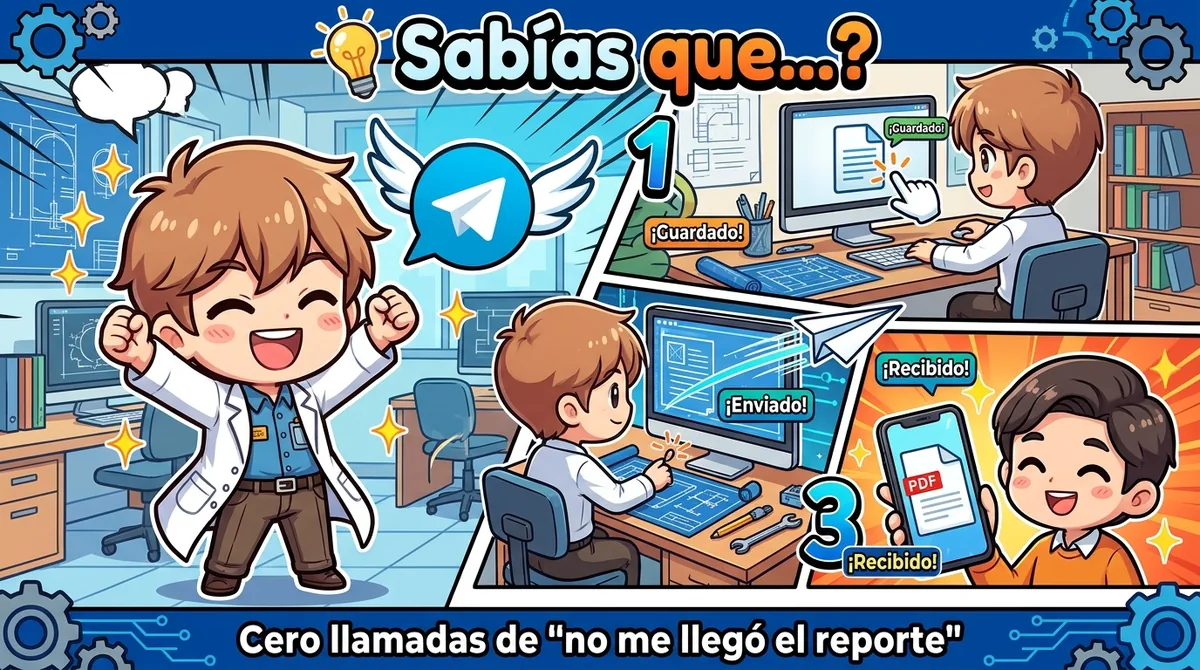 Sabías que...?
1
¡Guardado!
¡Guardado!
¡Enviado!
3
¡Recibido!
PDF
¡Recibido!
Cero llamadas de "no me llegó el reporte"